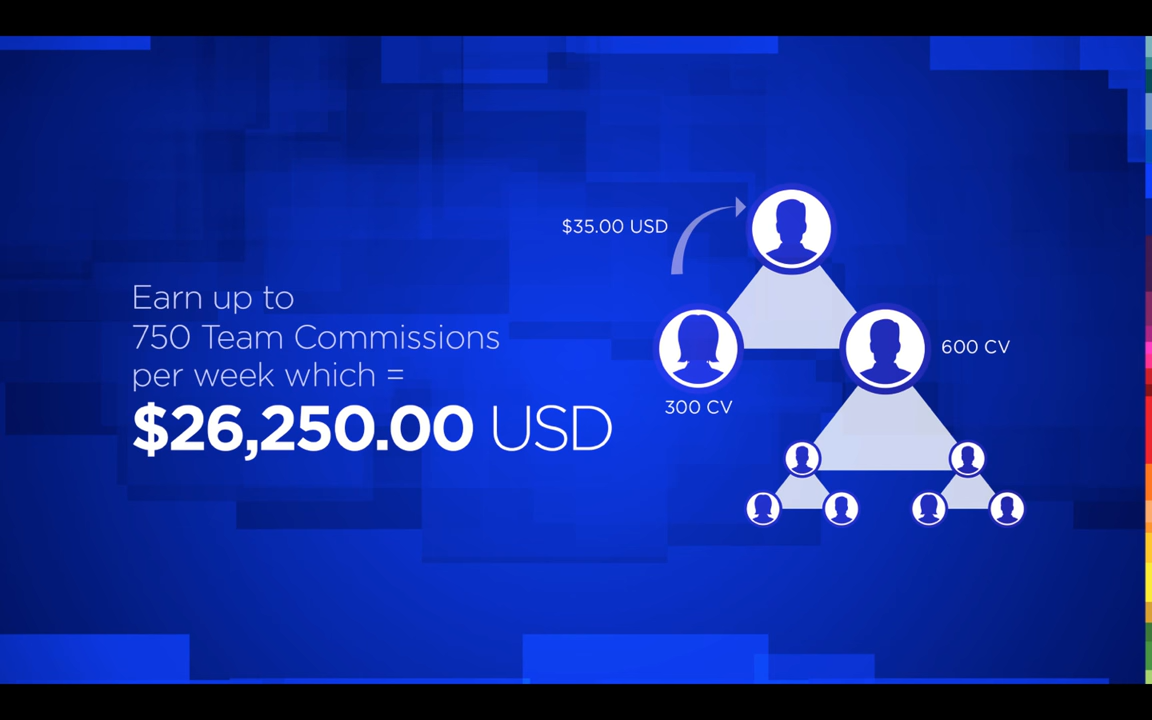 Earn up to
750 Team Commissions
per week which =
$26,250.00 USD
$35.00 USD
600 CV
300 CV